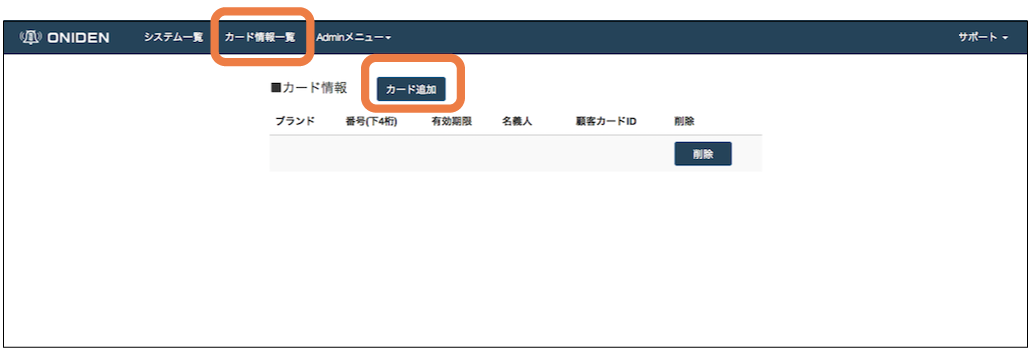 ONIDEN システム一覧 カード情報一覧 Adminメニュー サポート
■カード情報 カード追加
ブランド 番号(下4桁) 有効期限 名義人 顧客カードID 削除
削除